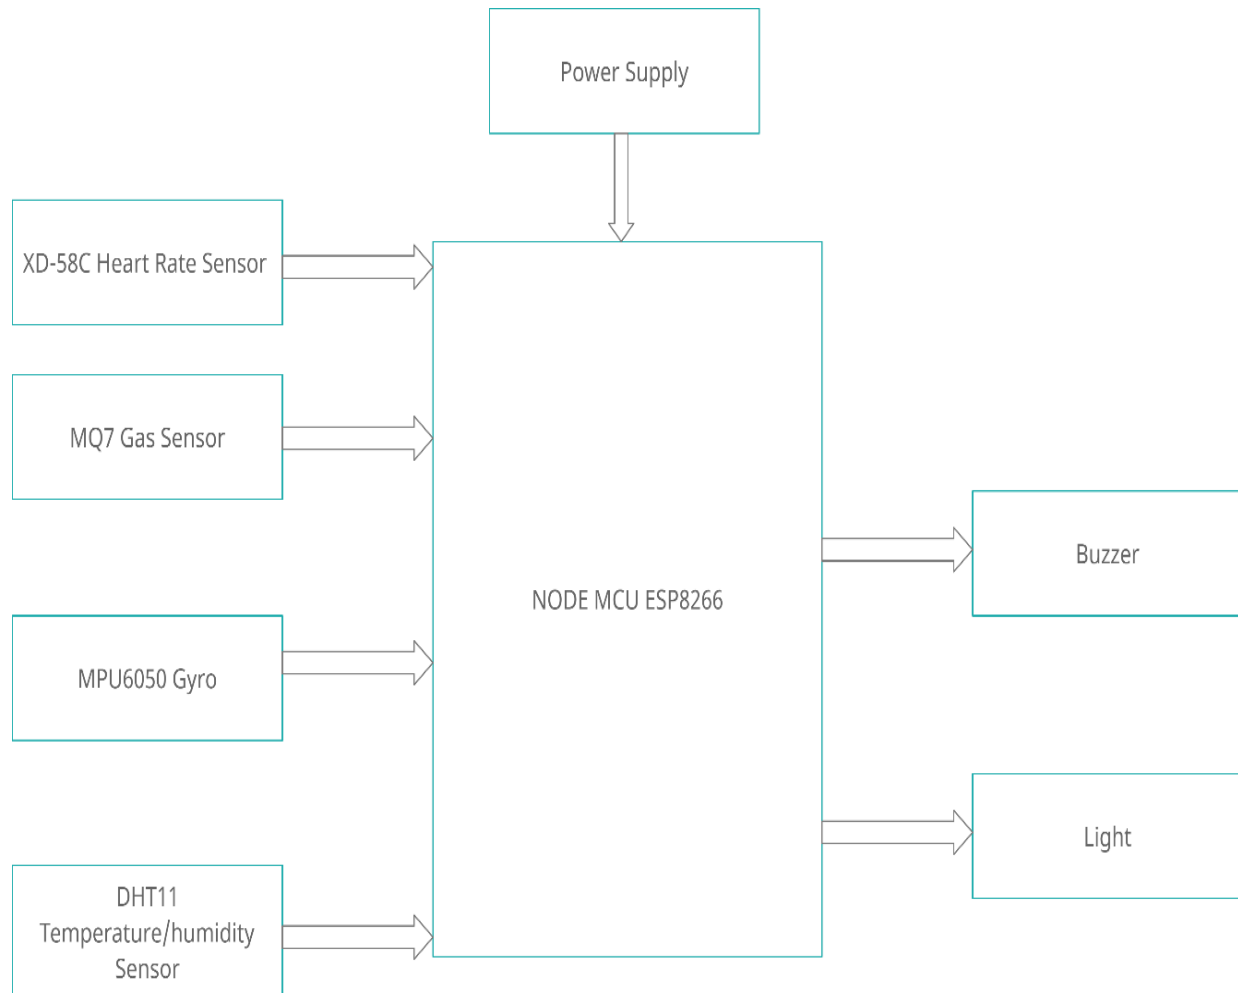 Power Supply
XD-58C Heart Rate Sensor
MQ7 Gas Sensor
MPU6050 Gyro
DHT11
Temperature/humidity
Sensor
NODE MCU ESP8266
Buzzer
Light